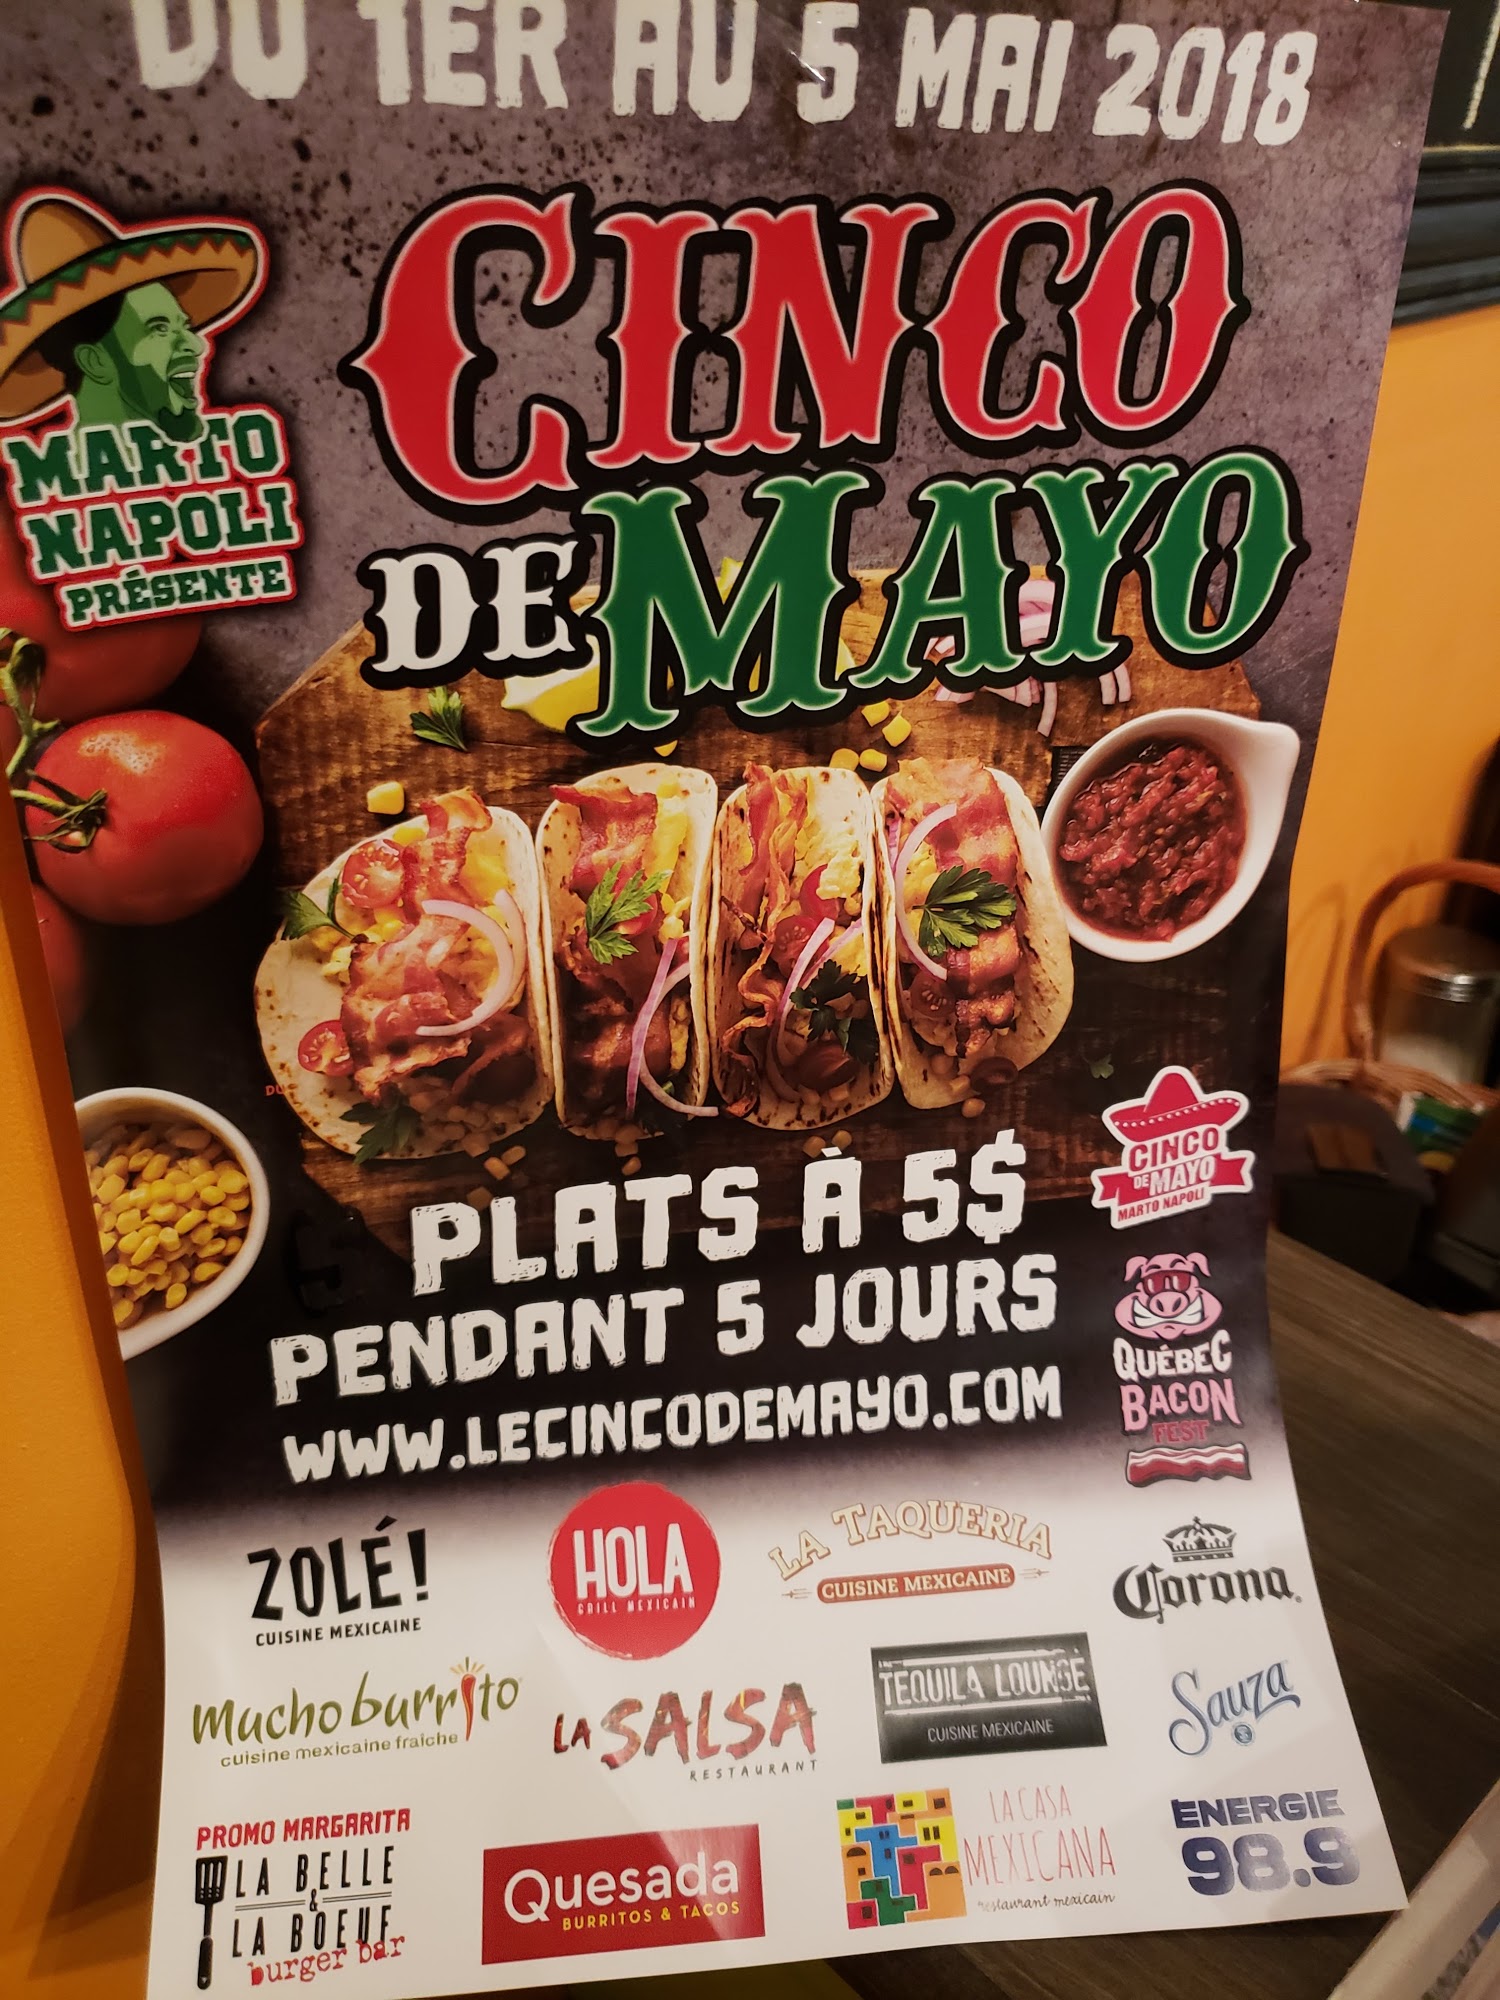 DU 1ER AU 5 MAI 2018
CINCO
DE MAYO
MARTO
NAPOLI
PRÉSENTE
PLATS À 5$
PENDANT 5 JOURS
WWW.LECINCODEMAYO.COM
CINCO
DE MAYO
MARTO NAPOLI
QUÉBEC
BACON
FEST
ZOLÉ!
CUISINE MEXICAINE
HOLA
GRILL MEXICAIN
LA TAQUERIA
CUISINE MEXICAINE
Corona
mucho burrito
cuisine mexicaine fraîche
LA SALSA
RESTAURANT
TEQUILA LOUNGE
CUISINE MEXICAINE
Sauza
PROMO MARGARITA
LA BELLE
&
LA BOEUF
burger bar
Quesada
BURRITOS & TACOS
LA CASA
MEXICANA
restaurant mexicain
ÉNERGIE
98.9